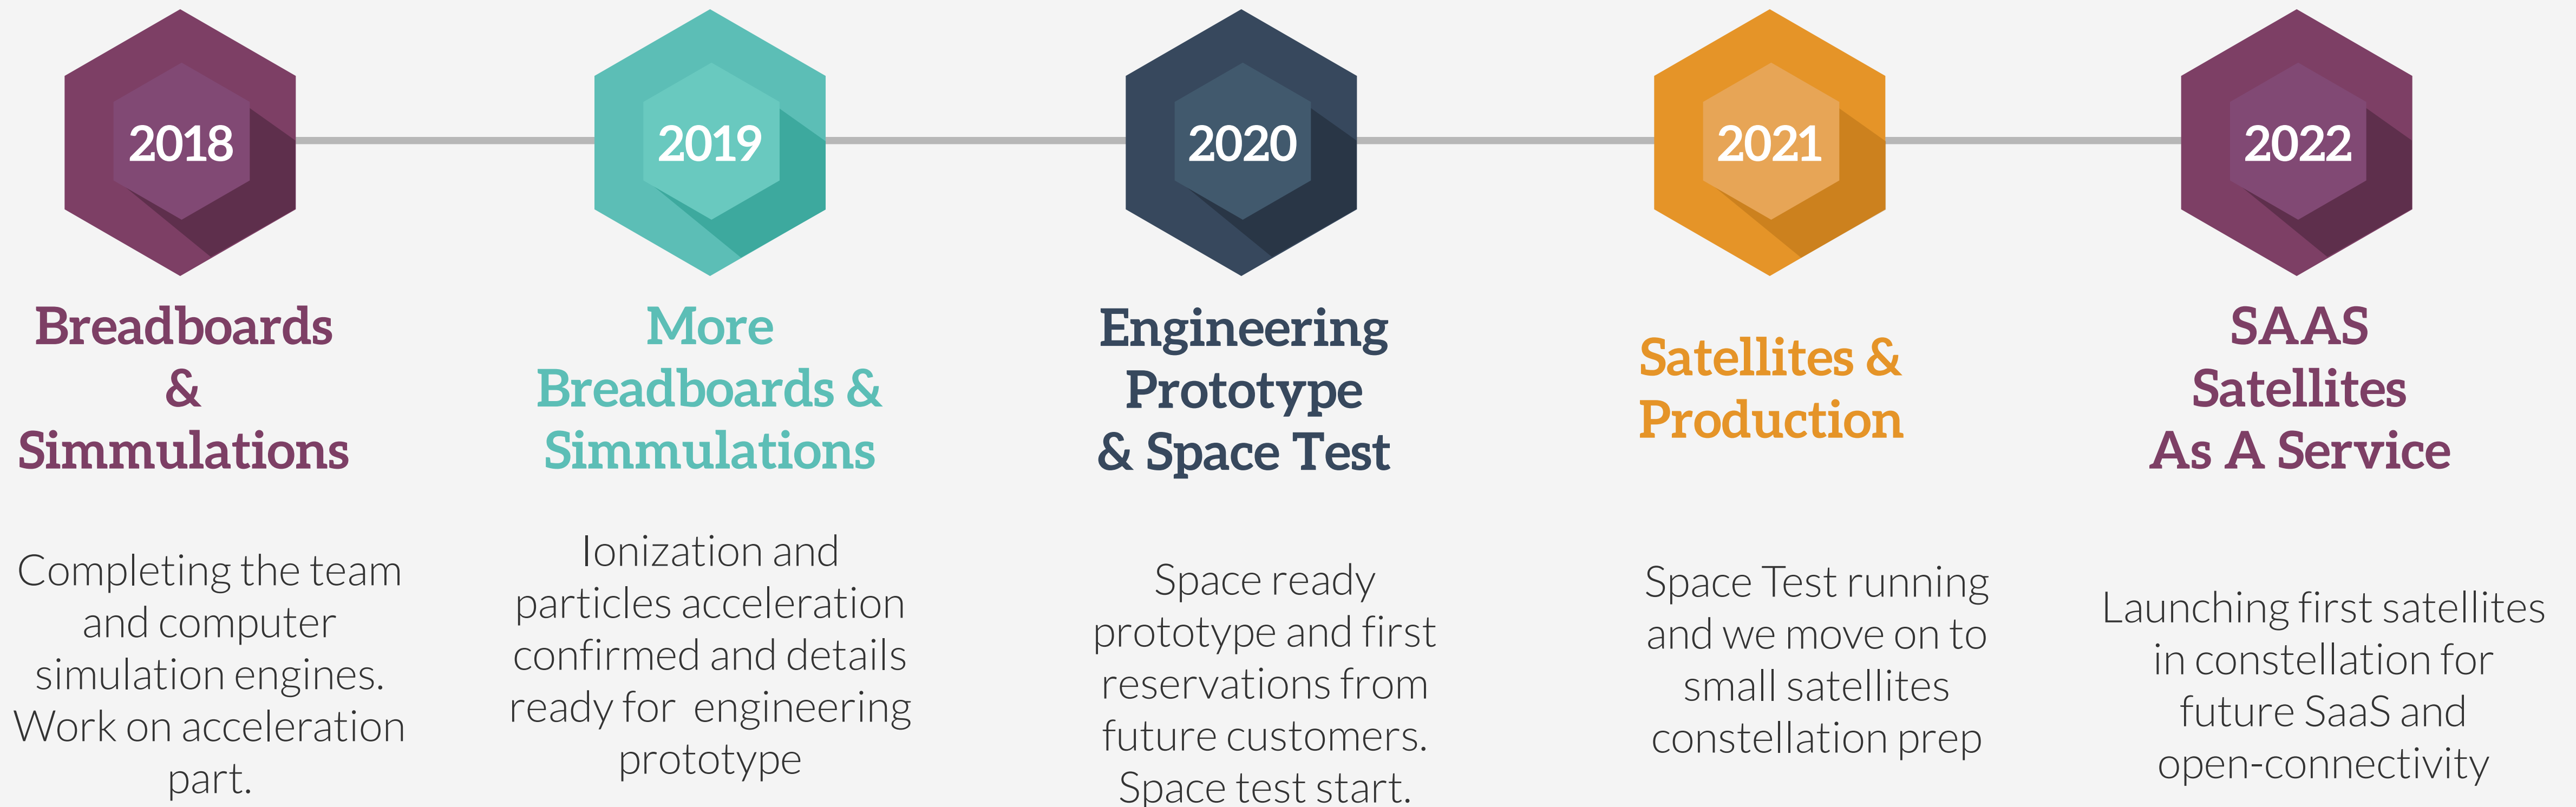 2018
Breadboards
&
Simmulations
Completing the team
and computer
simulation engines.
Work on acceleration
part.
2019
More
Breadboards &
Simmulations
Ionization and
particles acceleration
confirmed and details
ready for engineering
prototype
2020
Engineering
Prototype
& Space Test
Space ready
prototype and first
reservations from
future customers.
Space test start.
2021
Satellites &
Production
Space Test running
and we move on to
small satellites
constellation prep
2022
SAAS
Satellites
As A Service
Launching first satellites
in constellation for
future SaaS and
open-connectivity